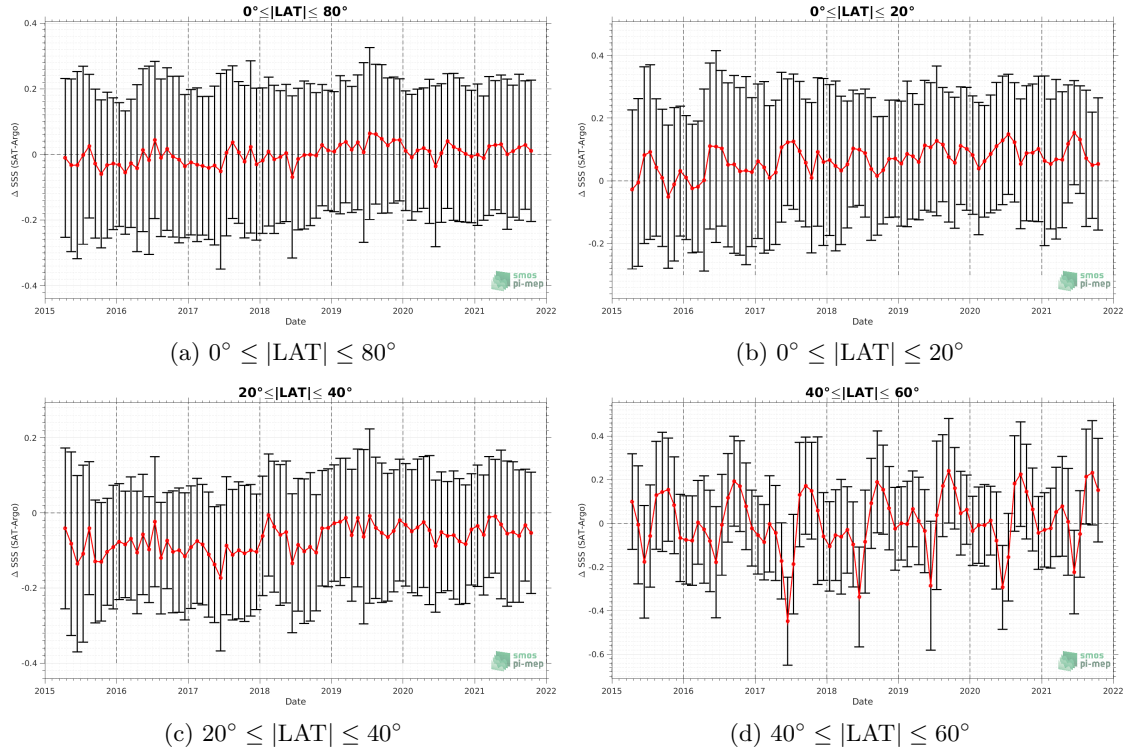 0°≤|LAT|≤ 80°
0.4
0.2
0
-0.2
-0.4
Δ SSS (SAT-Argo)
2015 2016 2017 2018 2019 2020 2021 2022
Date
smos
pi-mep
(a) 0° ≤ |LAT| ≤ 80°
0°≤|LAT|≤ 20°
0.4
0.2
0
0.2
Δ SSS (SAT-Argo)
2015 2016 2017 2018 2019 2020 2021 2022
Date
smos
pi-mep
(b) 0° ≤ |LAT| ≤ 20°
20°≤|LAT|≤ 40°
0.2
0
-0.2
-0.4
Δ SSS (SAT-Argo)
2015 2016 2017 2018 2019 2020 2021 2022
Date
smos
pi-mep
(c) 20° ≤ |LAT| ≤ 40°
40°≤|LAT|≤ 60°
0.4
0.2
0
-0.2
-0.4
-0.6
Δ SSS (SAT-Argo)
2015 2016 2017 2018 2019 2020 2021 2022
Date
smos
pi-mep
(d) 40° ≤ |LAT| ≤ 60°